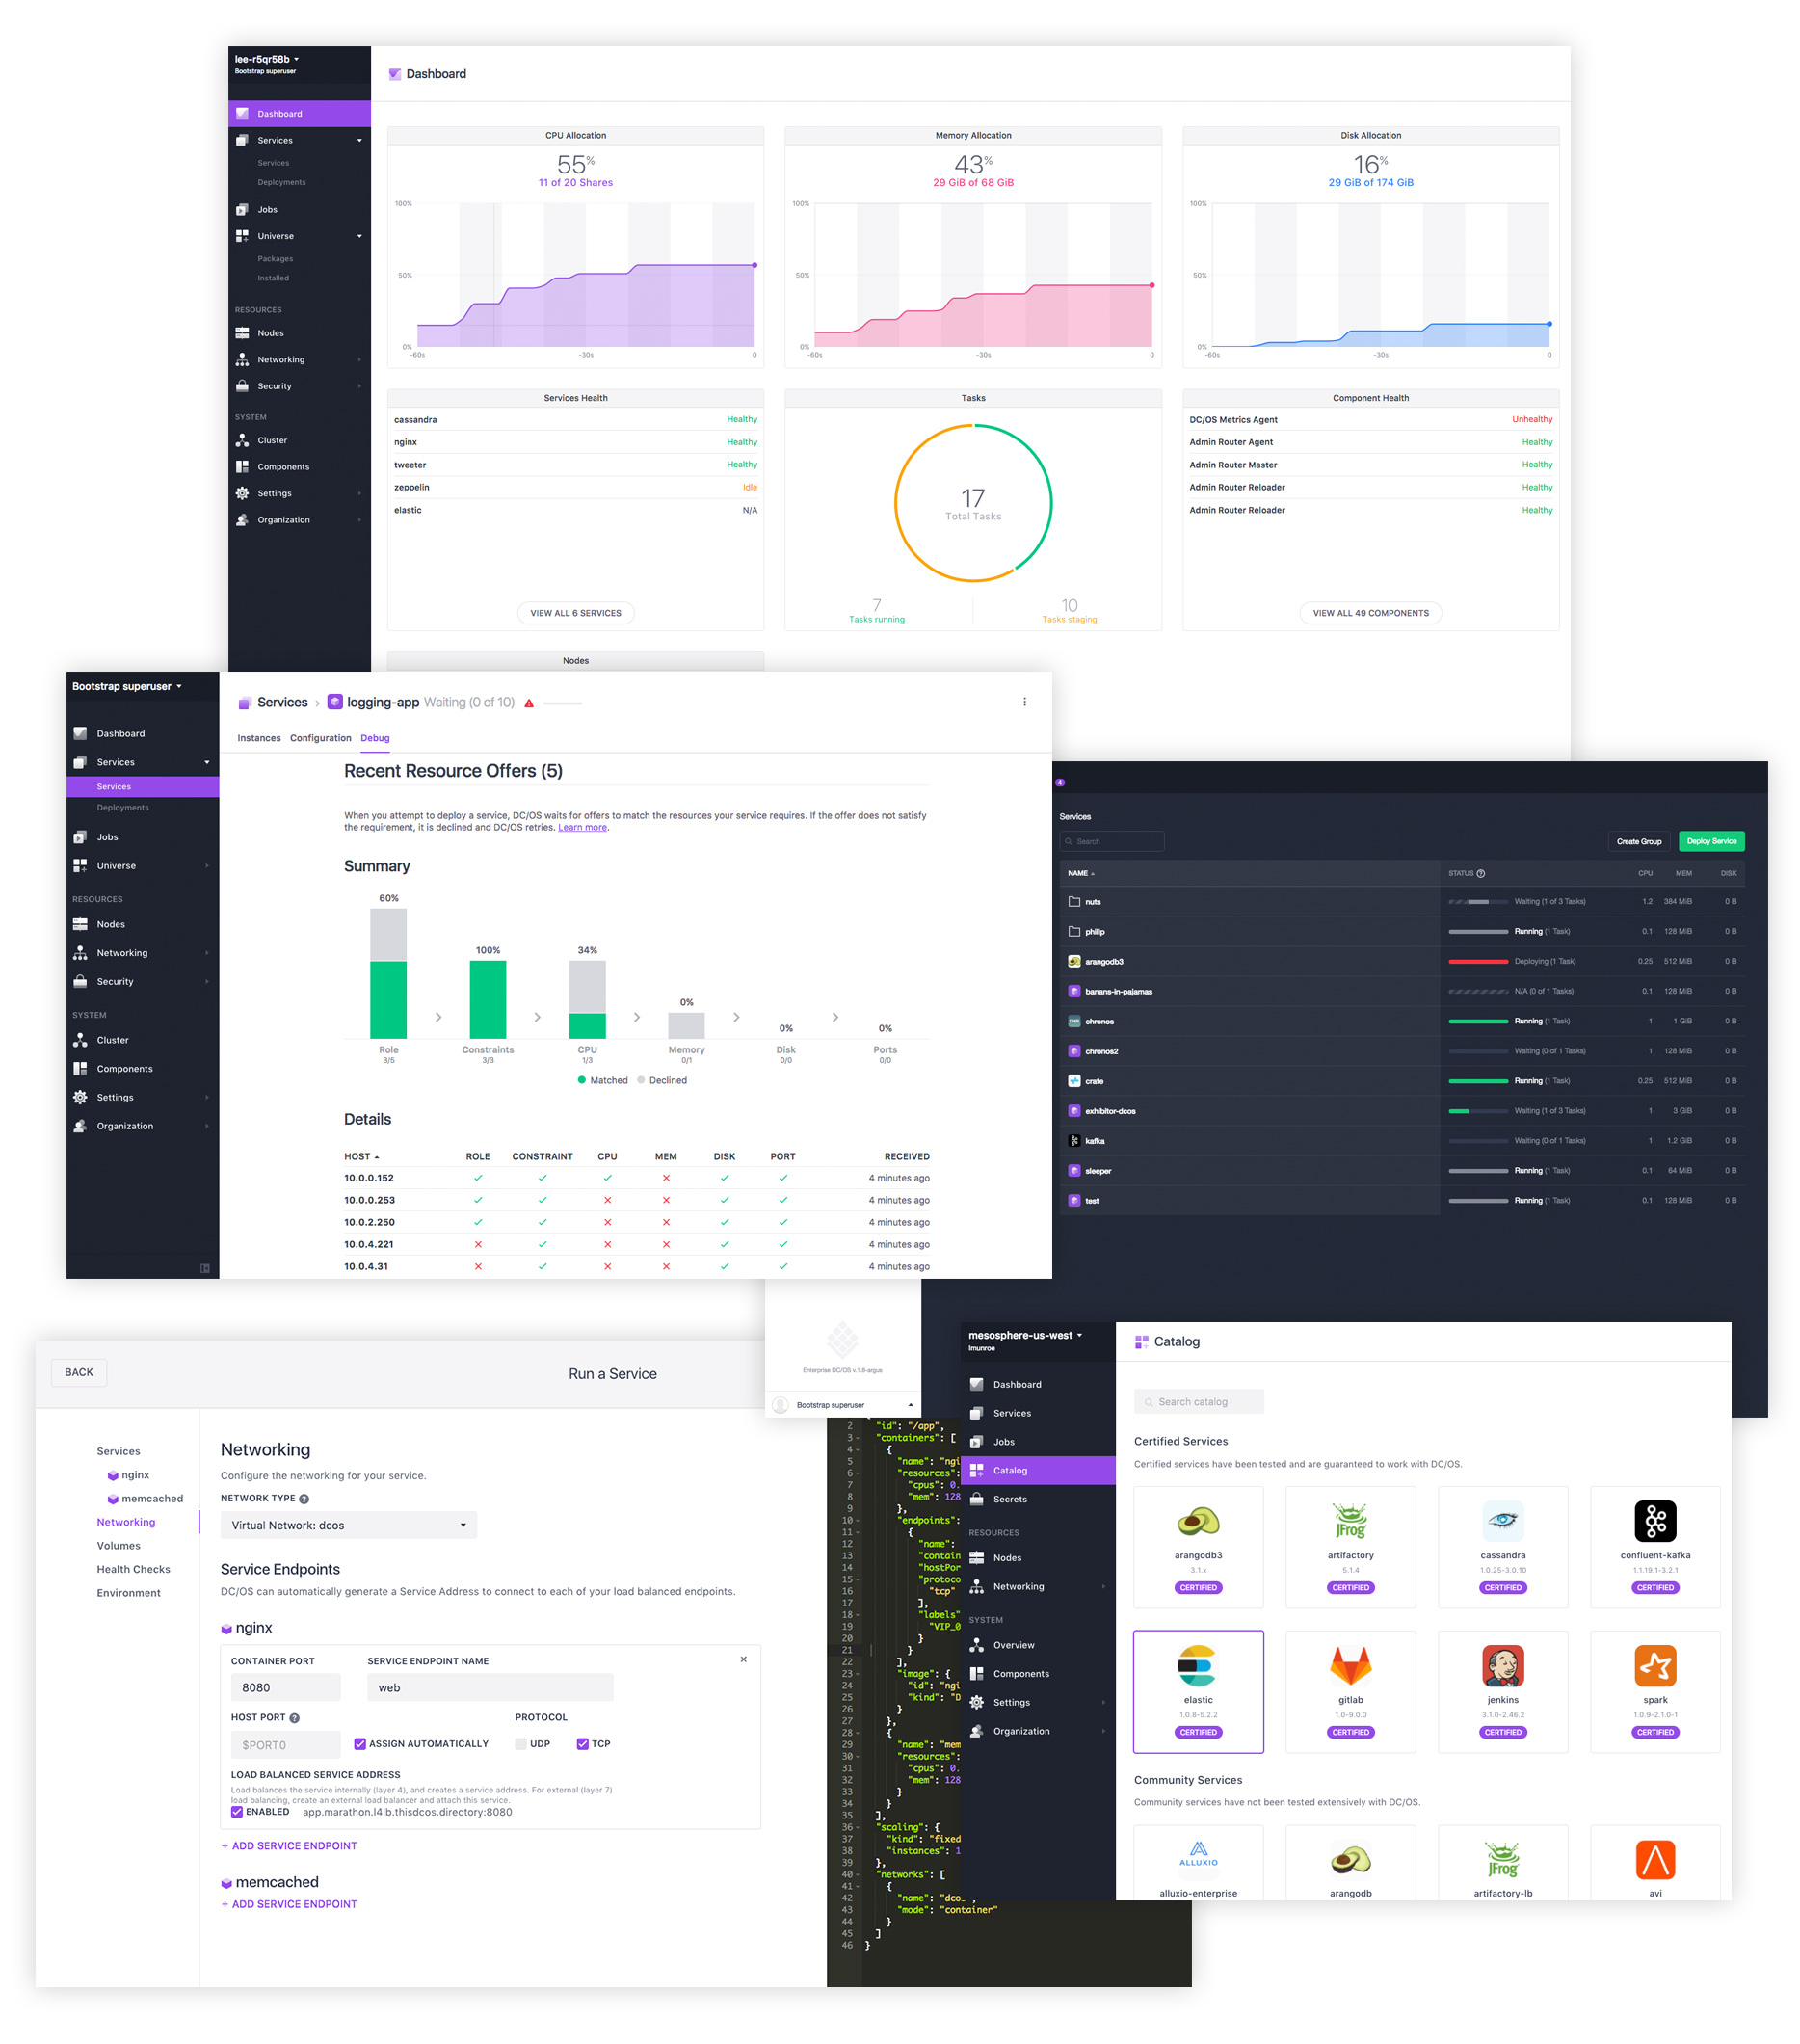 lee-r5qr58b
Bootstrap superuser
Dashboard
Services
Services
Deployments
Jobs
Universe
Packages
Installed
RESOURCES
Nodes
Networking
Security
SYSTEM
Cluster
Components
Settings
Organization
Dashboard
CPU Allocation
55%
11 of 20 Shares
100%
50%
0%
-60s -30s 0
Memory Allocation
43%
29 GiB of 68 GiB
100%
50%
0%
-60s -30s 0
Disk Allocation
16%
29 GiB of 174 GiB
100%
50%
0%
-60s -30s 0
Services Health
cassandra Healthy
nginx Healthy
tweeter Healthy
zeppelin Idle
elastic N/A
VIEW ALL 6 SERVICES
Tasks
17
Total Tasks
7
Tasks running
10
Tasks staging
Component Health
DC/OS Metrics Agent Unhealthy
Admin Router Agent Healthy
Admin Router Master Healthy
Admin Router Reloader Healthy
Admin Router Reloader Healthy
VIEW ALL 49 COMPONENTS
Nodes
Bootstrap superuser
Dashboard
Services
Services
Deployments
Jobs
Universe
RESOURCES
Nodes
Networking
Security
SYSTEM
Cluster
Components
Settings
Organization
Services > logging-app Waiting (0 of 10)
Instances Configuration Debug
Recent Resource Offers (5)
When you attempt to deploy a service, DC/OS waits for offers to match the resources your service requires. If the offer does not satisfy
the requirement, it is declined and DC/OS retries. Learn more.
Summary
60% 100% 34% 0% 0% 0%
Role Constraints CPU Memory Disk Ports
3/5 3/3 1/3 0/1 0/0 0/0
Matched Declined
Details
HOST ROLE CONSTRAINT CPU MEM DISK PORT RECEIVED
10.0.0.152 ✓ ✓ ✓ ✕ ✓ ✓ 4 minutes ago
10.0.0.253 ✓ ✓ ✕ ✕ ✓ ✓ 4 minutes ago
10.0.2.250 ✓ ✓ ✕ ✕ ✓ ✓ 4 minutes ago
10.0.4.221 ✕ ✓ ✕ ✕ ✓ ✓ 4 minutes ago
10.0.4.31 ✕ ✓ ✕ ✕ ✓ ✓ 4 minutes ago
4
Services
Search
Create Group
Deploy Service
NAME STATUS CPU MEM DISK
nuts Waiting (1 of 3 Tasks) 1.2 384 MiB 0 B
philip Running (1 Task) 0.1 128 MiB 0 B
arangodb3 Deploying (1 Task) 0.25 512 MiB 0 B
banans-in-pajamas N/A (0 of 1 Tasks) 0.1 128 MiB 0 B
chronos Running (1 Task) 1 1 GiB 0 B
chronos2 Waiting (0 of 1 Tasks) 1 128 MiB 0 B
crate Running (1 Task) 0.25 512 MiB 0 B
exhibitor-dcos Waiting (1 of 3 Tasks) 1 3 GiB 0 B
kafka Waiting (0 of 1 Tasks) 1 1.2 GiB 0 B
sleeper Running (1 Task) 0.1 64 MiB 0 B
test Running (1 Task) 0.1 128 MiB 0 B
Enterprise DC/OS v.1.8-argus
Bootstrap superuser
BACK
Run a Service
Services
nginx
memcached
Networking
Volumes
Health Checks
Environment
Networking
Configure the networking for your service.
NETWORK TYPE
Virtual Network: dcos
Service Endpoints
DC/OS can automatically generate a Service Address to connect to each of your load balanced endpoints.
nginx
CONTAINER PORT SERVICE ENDPOINT NAME
8080 web
HOST PORT PROTOCOL
$PORT0 ASSIGN AUTOMATICALLY UDP TCP
LOAD BALANCED SERVICE ADDRESS
Load balances the service internally (layer 4), and creates a service address. For external (layer 7)
load balancing, create an external load balancer and attach this service.
ENABLED app.marathon.l4lb.thisdcos.directory:8080
+ ADD SERVICE ENDPOINT
memcached
+ ADD SERVICE ENDPOINT
2 "id": "/app",
3 "containers": [
4 {
5 "name": "ngi
6 "resources":
7 "cpus": 0.
8 "mem": 128
9 },
10 "endpoints":
11 {
12 "name":
13 "contain
14 "hostPor
15 "protoco
16 "tcp"
17 ],
18 "labels"
19 "VIP_0
20 }
21 }
22 ],
23 "image": {
24 "id": "ngi
25 "kind": "D
26 }
27 },
28 {
29 "name": "mem
30 "resources":
31 "cpus": 0.
32 "mem": 128
33 }
34 }
35 ],
36 "scaling": {
37 "kind": "fixed
38 "instances": 1
39 },
40 "networks": [
41 {
42 "name": "dco
43 "mode": "container"
44 }
45 ]
46 }
mesosphere-us-west
lmunroe
Dashboard
Services
Jobs
Catalog
Secrets
RESOURCES
Nodes
Networking
SYSTEM
Overview
Components
Settings
Organization
Catalog
Search catalog
Certified Services
Certified services have been tested and are guaranteed to work with DC/OS.
JFrog
arangodb3 artifactory cassandra confluent-kafka
3.1.x 5.1.4 1.0.25-3.0.10 1.1.19.1-3.2.1
CERTIFIED CERTIFIED CERTIFIED CERTIFIED
elastic gitlab jenkins spark
1.0.8-5.2.2 1.0-9.0.0 3.1.0-2.46.2 1.0.9-2.1.0-1
CERTIFIED CERTIFIED CERTIFIED CERTIFIED
Community Services
Community services have not been tested extensively with DC/OS.
ALLUXIO JFrog
alluxio-enterprise arangodb artifactory-lb avi